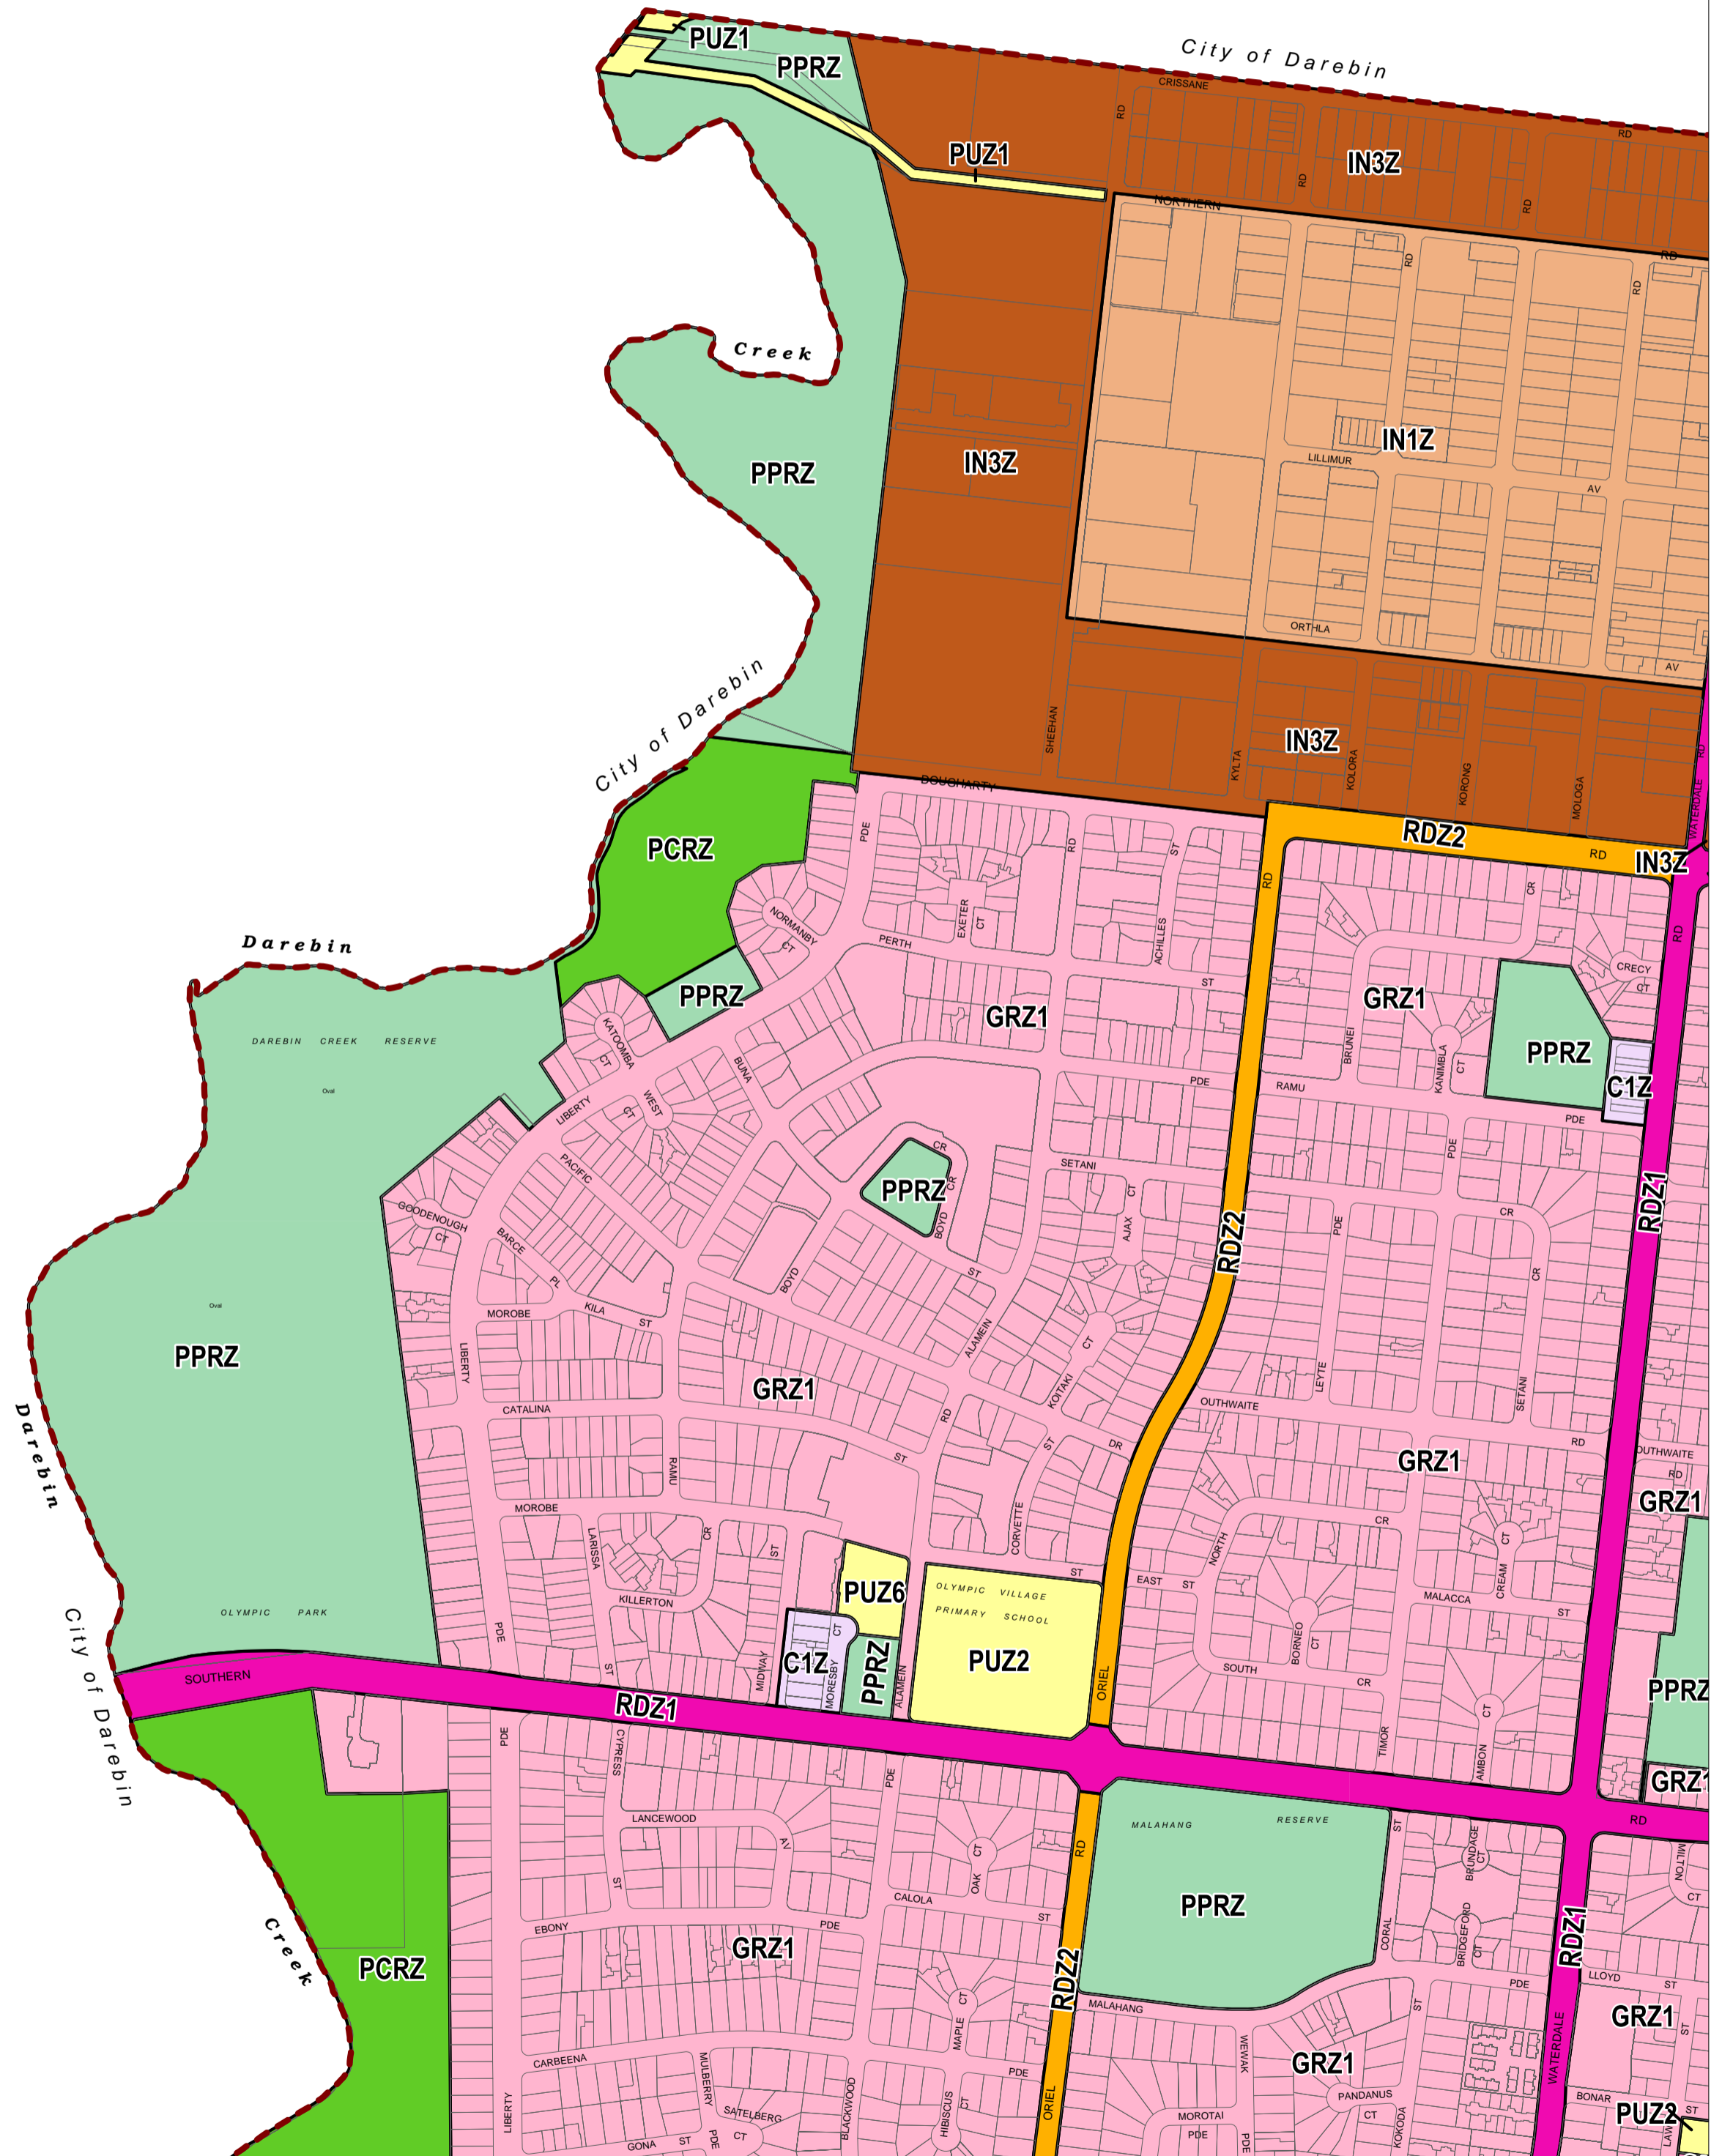 PUZ1
City of Darebin
PPRZ
CRISSANE
RD
RD
PUZ1
IN3Z
RD
RD
NORTHERN
RD
RD
RD
Creek
IN1Z
IN3Z
LILLIMUR
PPRZ
AV
ORTHLA
AV
City of Darebin
SHEEHAN
IN3Z
KYLTA
KOLORA
KORONG
MOLOGA
RD
WATERDALE
DOUGHARTY
RDZ2
RD
IN3Z
PDE
RD
ST
PCRZ
RD
CR
NORMANBY
CT
EXETER
CT
PERTH
ACHILLES
RD
Darebin
CRECY
CT
ST
PPRZ
GRZ1
GRZ1
DAREBIN CREEK RESERVE
KATOOMBA
CT
BUNA
BRUNEI
KANIMBLA
CT
PPRZ
C1Z
Oval
LIBERTY
CT
WEST
PDE
RAMU
PDE
CR
SETANI
PDE
PACIFIC
PPRZ
CR
CT
RDZ1
GOODENOUGH
CT
BOYD
AJAX
RDZ2
PDE
CR
BARCE
PL
BOYD
ST
CR
Oval
MOROBE
KILA
ST
ALAMEIN
CT
PPRZ
LIBERTY
GRZ1
KOITAKI
LEYTE
SETANI
CATALINA
RD
OUTHWAITE
ST
ST
DR
RD
OUTHWAITE
RD
Darebin
RAMU
GRZ1
GRZ1
MOROBE
CR
CORVETTE
CR
LARISSA
ST
NORTH
CT
CREAM
PUZ6
OLYMPIC VILLAGE
PRIMARY SCHOOL
ST
EAST ST
KILLERTON
MALACCA
ST
OLYMPIC PARK
PDE
CT
BORNEO
CT
City of Darebin
ST
MIDWAY
C1Z
MORESBY
PPRZ
ALAMEIN
PUZ2
ORIEL
SOUTH
CR
SOUTHERN
PPRZ
RDZ1
CT
PDE
CYPRESS
TIMOR
AMBON
PDE
GRZ1
LANCEWOOD
AV
MALAHANG RESERVE
ST
RD
RD
CT
BRUNDAGE
CT
MILTON
CT
ST
OAK
CALOLA
ST
PPRZ
EBONY
PDE
GRZ1
CORAL
BRIDGEFORD
CT
RDZ1
Creek
PCRZ
RDZ2
PDE
LLOYD
ST
CT
MALAHANG
ST
GRZ1
ST
MAPLE
WEWAK
WATERDALE
CARBEENA
PDE
GRZ1
MULBERRY
LIBERTY
BLACKWOOD
HIBISCUS
CT
ORIEL
PANDANUS
CT
BONAR
ST
SATELBERG
CT
MOROTAI
PDE
KOKODA
PUZ2
GONA
ST
PDE
PDE